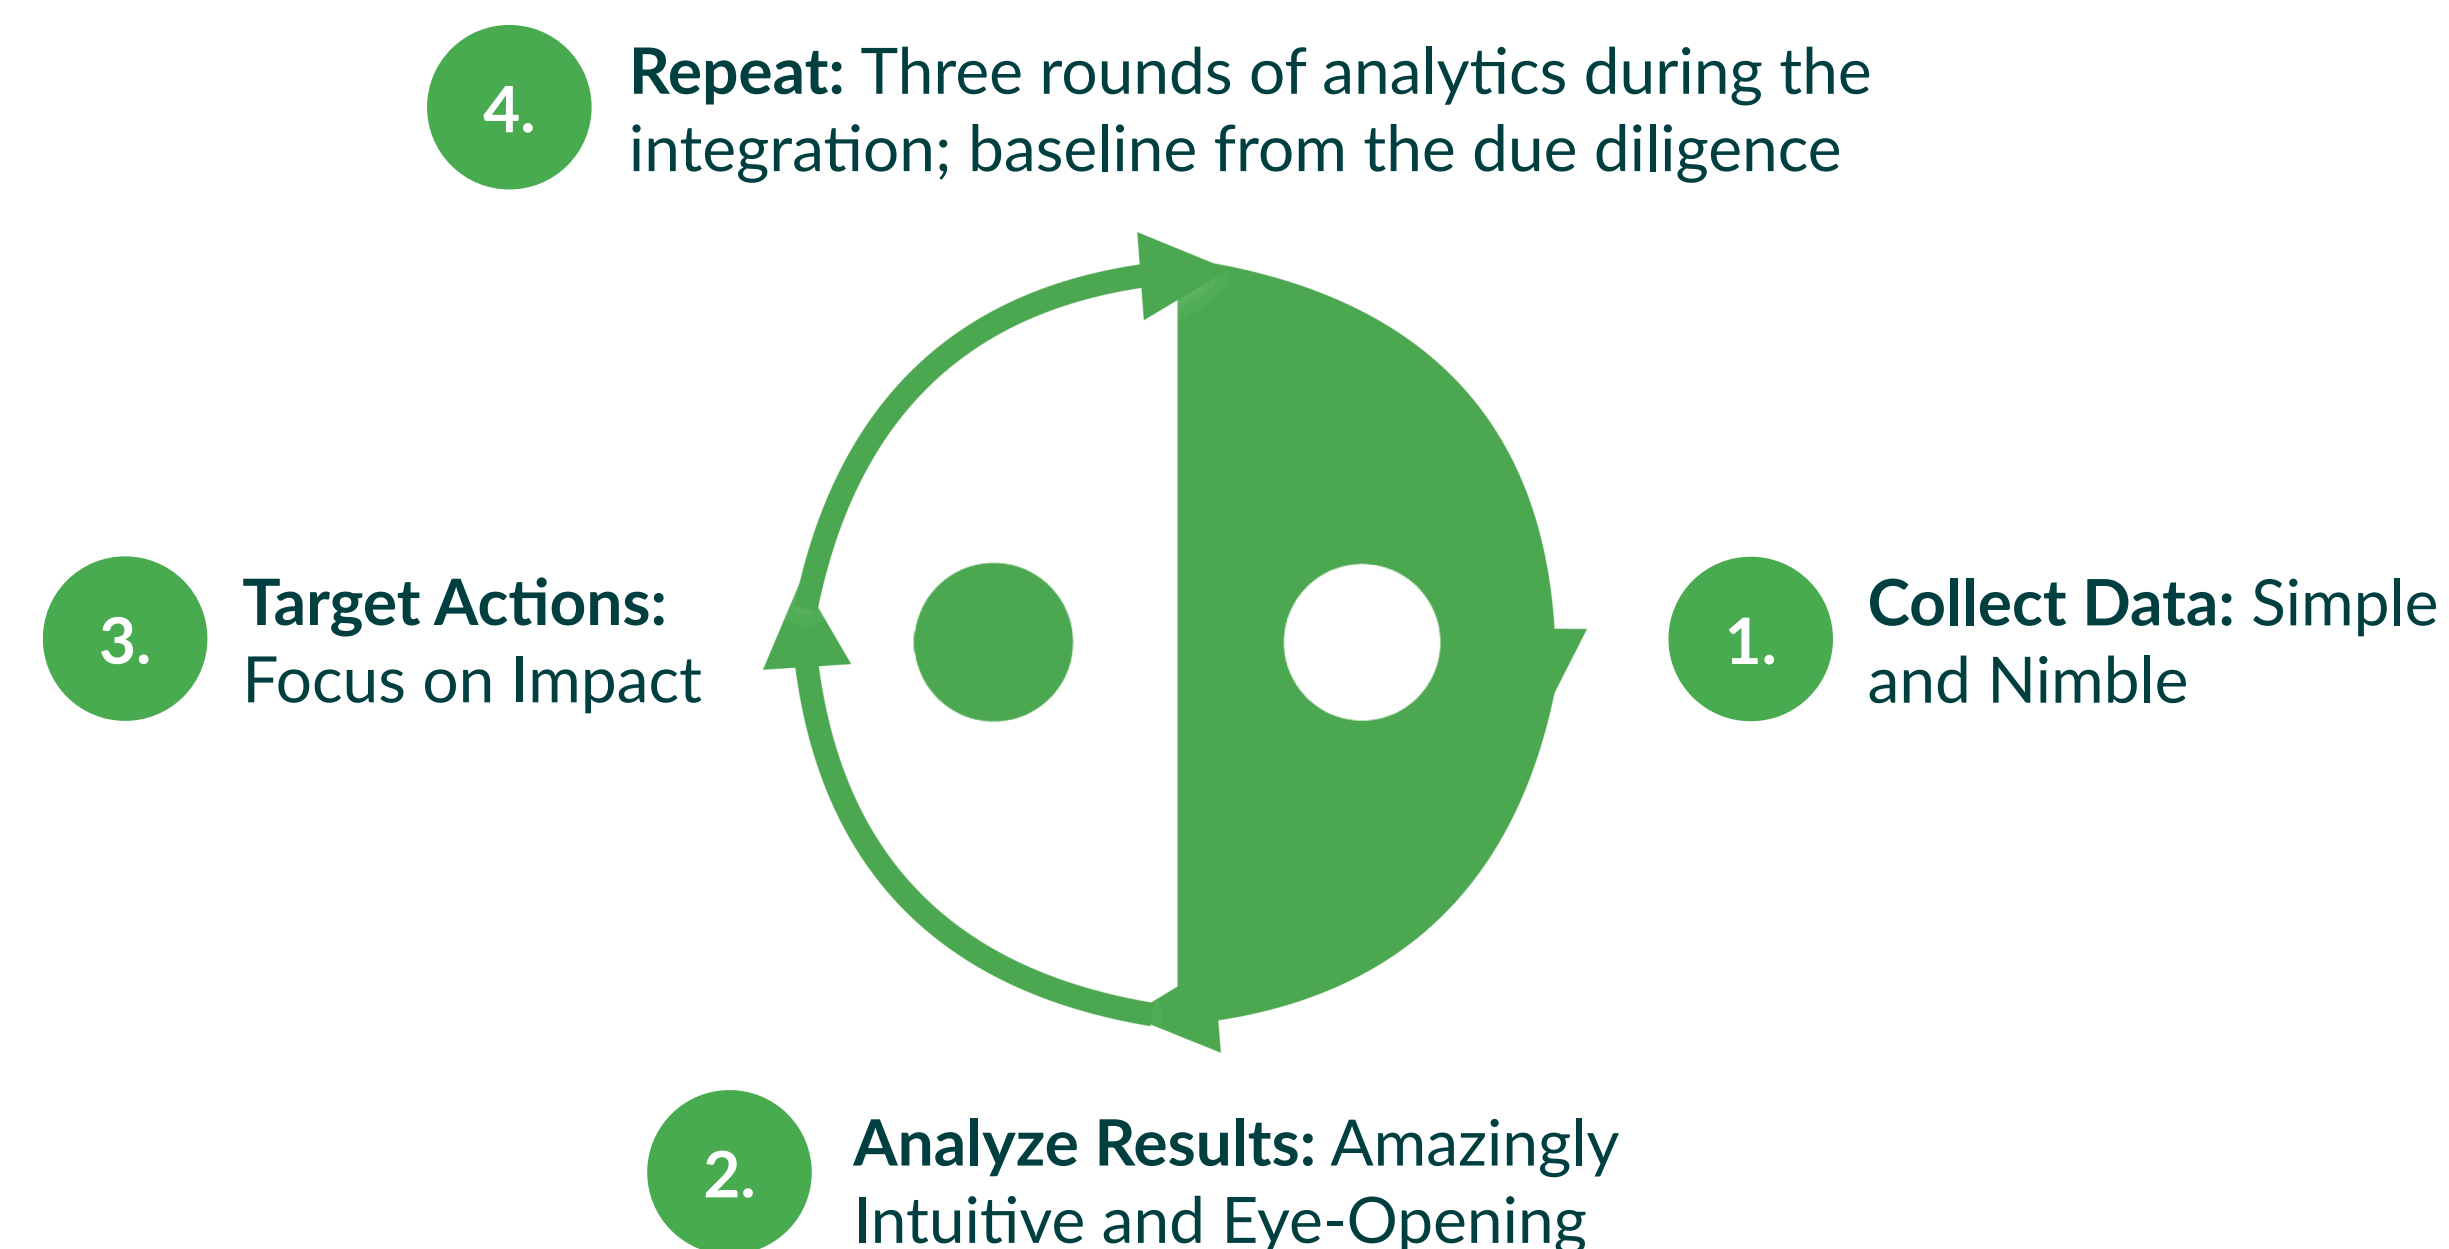 4.
Repeat: Three rounds of analytics during the
integration; baseline from the due diligence
3.
Target Actions:
Focus on Impact
1.
Collect Data: Simple
and Nimble
2.
Analyze Results: Amazingly
Intuitive and Eye-Opening